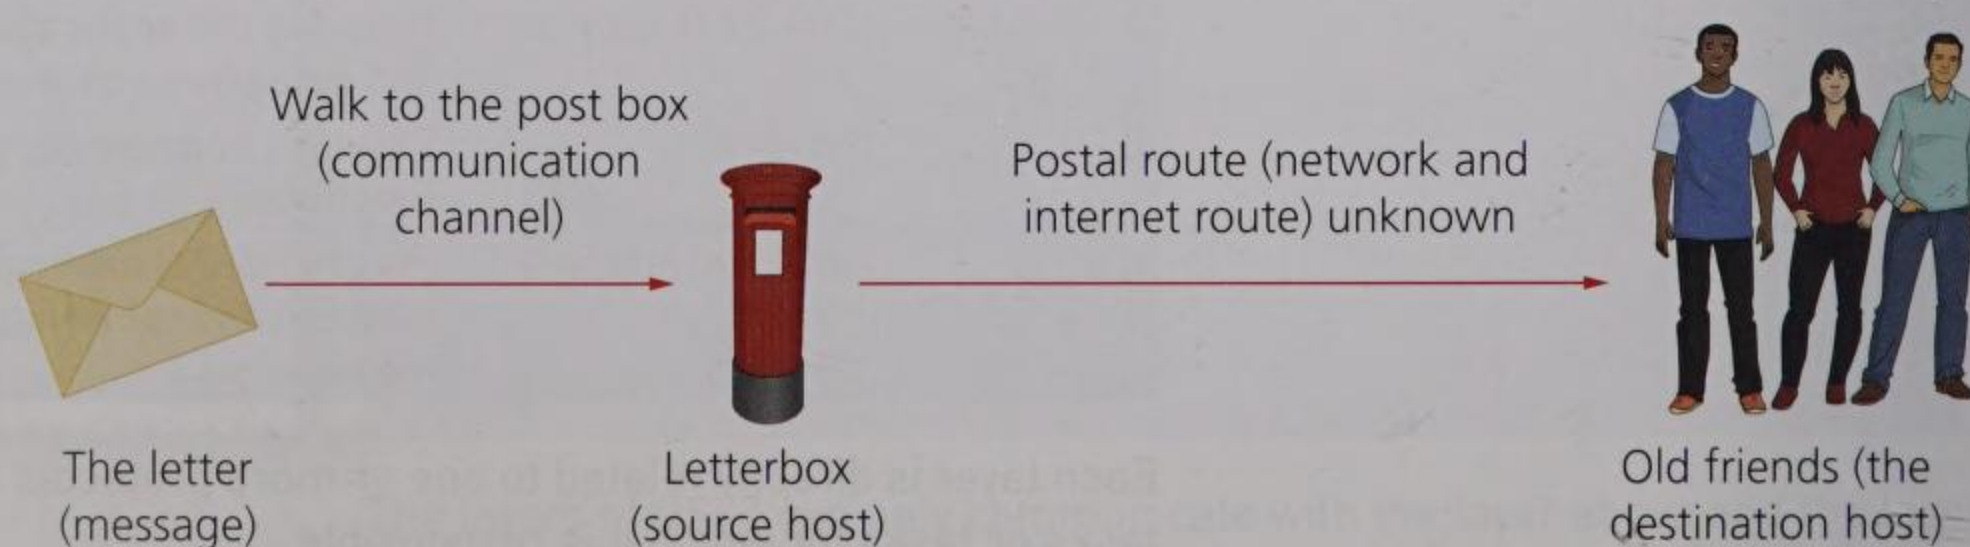 Walk to the post box
(communication
channel)
Postal route (network and
internet route) unknown
The letter
(message)
Letterbox
(source host)
Old friends (the
destination host)